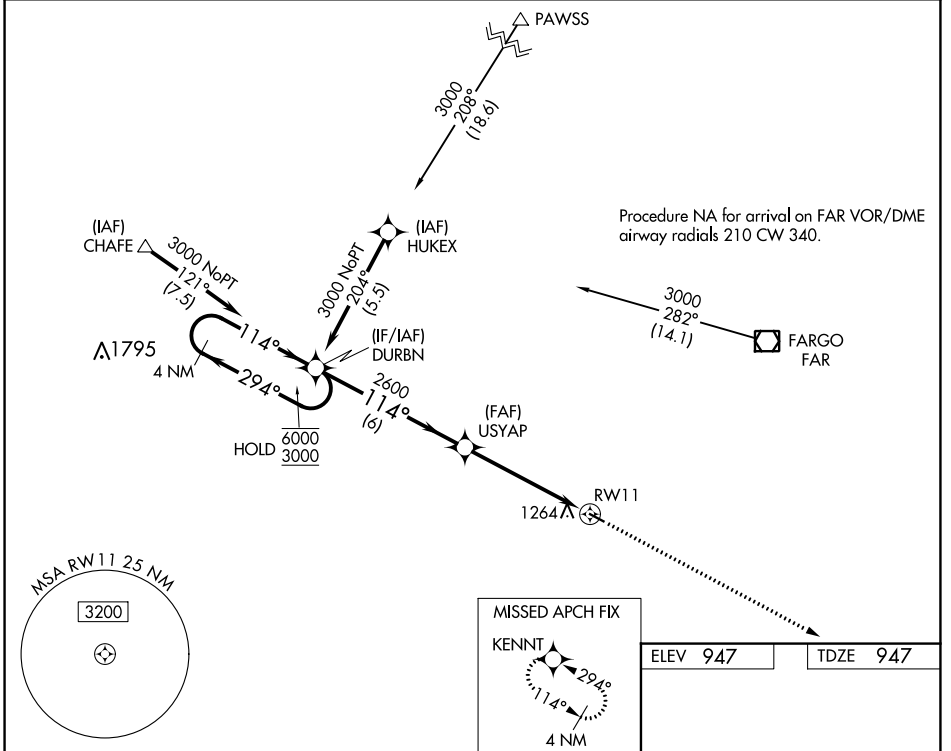 PAWSS
3000
208°
(18.6)
(IAF)
CHAFE
3000 NoPT
121°
(7.5)
(IAF)
HUKEX
3000 NoPT
204°
(5.5)
Procedure NA for arrival on FAR VOR/DME
airway radials 210 CW 340.
3000
282°
(14.1)
FARGO
FAR
1795
4 NM
114°
294°
(IF/IAF)
DURBN
HOLD
6000
3000
2600
114°
(6)
(FAF)
USYAP
1264
RW11
MSA RW11 25 NM
3200
MISSED APCH FIX
KENNT
294°
114°
4 NM
ELEV 947
TDZE 947